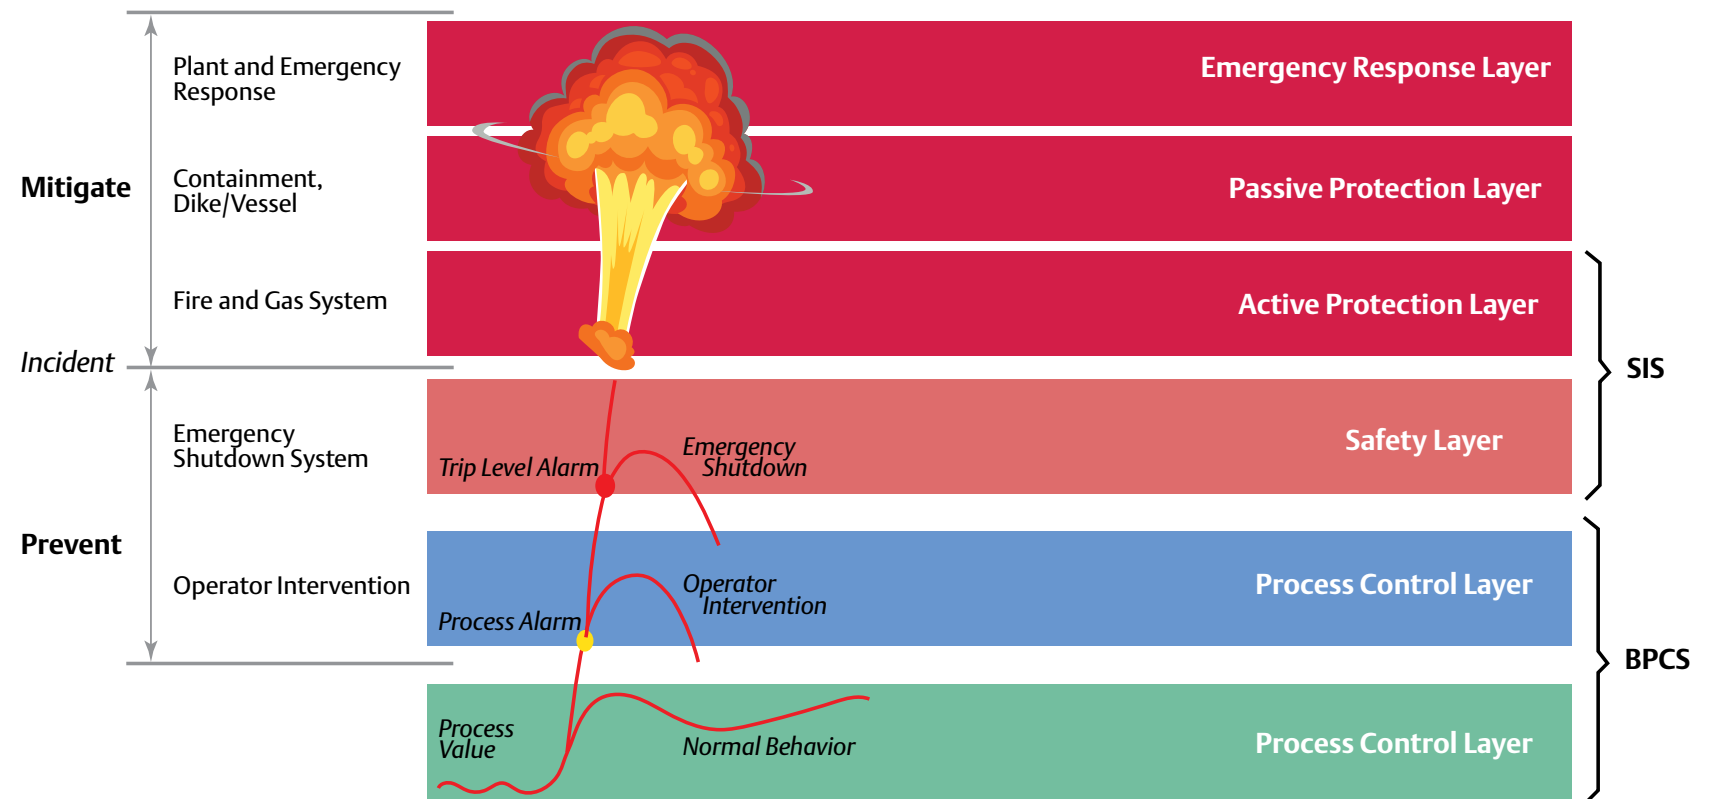 Plant and Emergency
Response
Emergency Response Layer
Mitigate
Containment,
Dike/Vessel
Passive Protection Layer
Fire and Gas System
Active Protection Layer
Incident
SIS
Emergency
Shutdown System
Trip Level Alarm
Emergency
Shutdown
Safety Layer
Prevent
Operator Intervention
Process Alarm
Operator
Intervention
Process Control Layer
BPCS
Process
Value
Normal Behavior
Process Control Layer